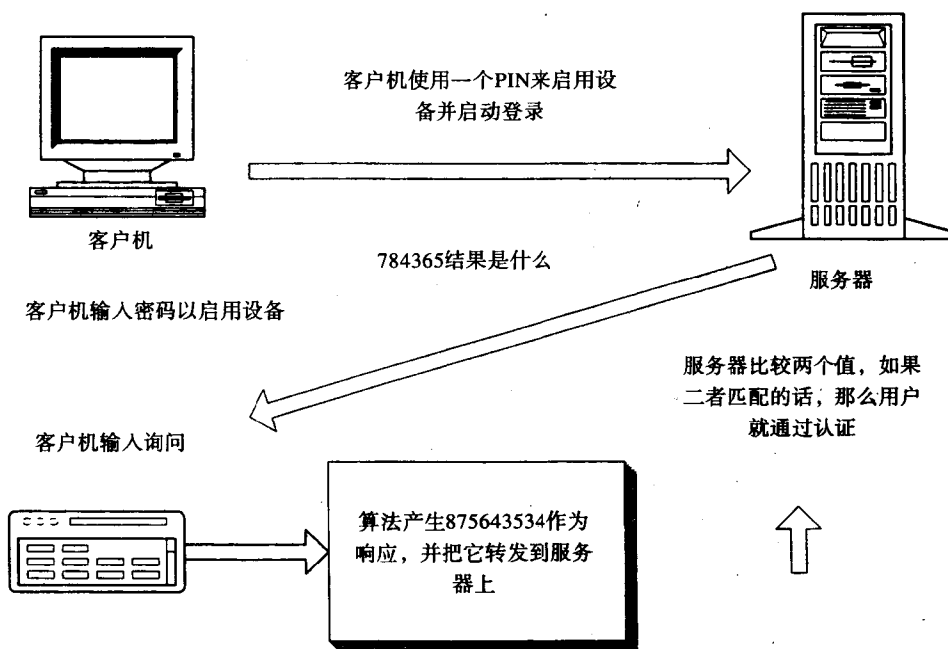 客户机使用一个PIN来启用设
备并启动登录
客户机
784365结果是什么
服务器
客户机输入密码以启用设备
服务器比较两个值，如果
二者匹配的话，那么用户
就通过认证
客户机输入询问
算法产生875643534作为
响应，并把它转发到服务
器上